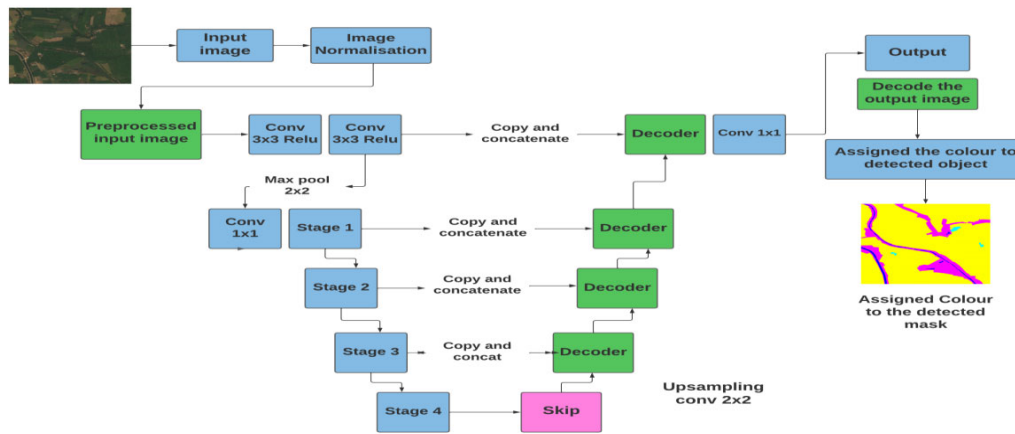 Input
image
Image
Normalisation
Output
Decode the
output image
Preprocessed
input image
Conv
3x3 Relu
Conv
3x3 Relu
Copy and
concatenate
Decoder
Conv 1x1
Assigned the colour to
detected object
Max pool
2x2
Conv
1x1
Stage 1
Copy and
concatenate
Decoder
Stage 2
Copy and
concatenate
Decoder
Assigned Colour
to the detected
mask
Stage 3
Copy and
concat
Decoder
Upsampling
conv 2x2
Stage 4
Skip